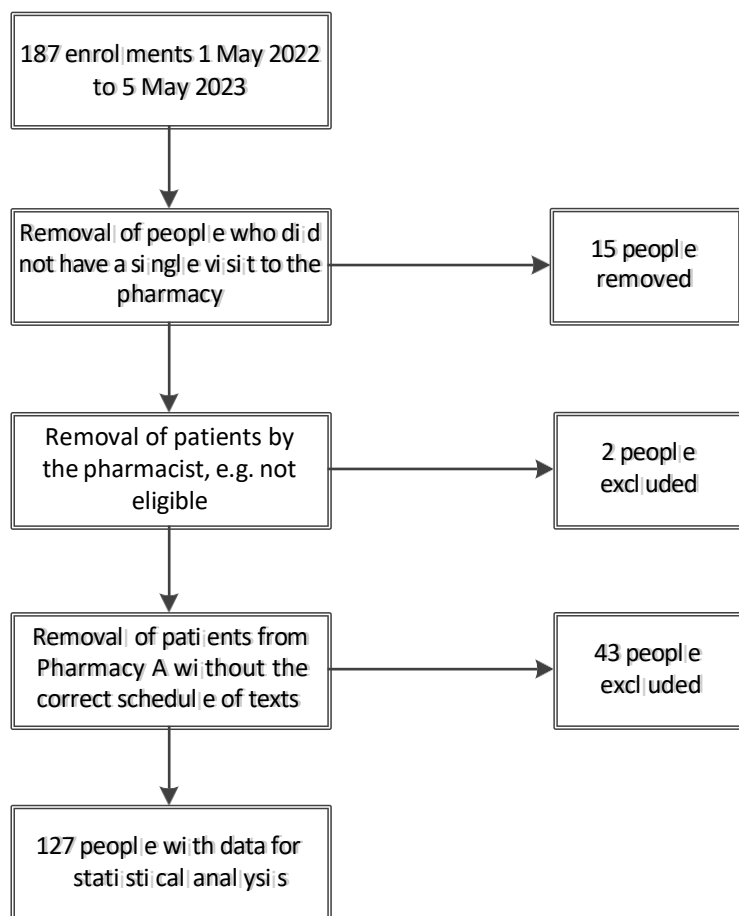 187 enrolments 1 May 2022
to 5 May 2023
Removal of people who did
not have a single visit to the
pharmacy
15 people
removed
Removal of patients by
the pharmacist, e.g. not
eligible
2 people
excluded
Removal of patients from
Pharmacy A without the
correct schedule of texts
43 people
excluded
127 people with data for
statistical analysis